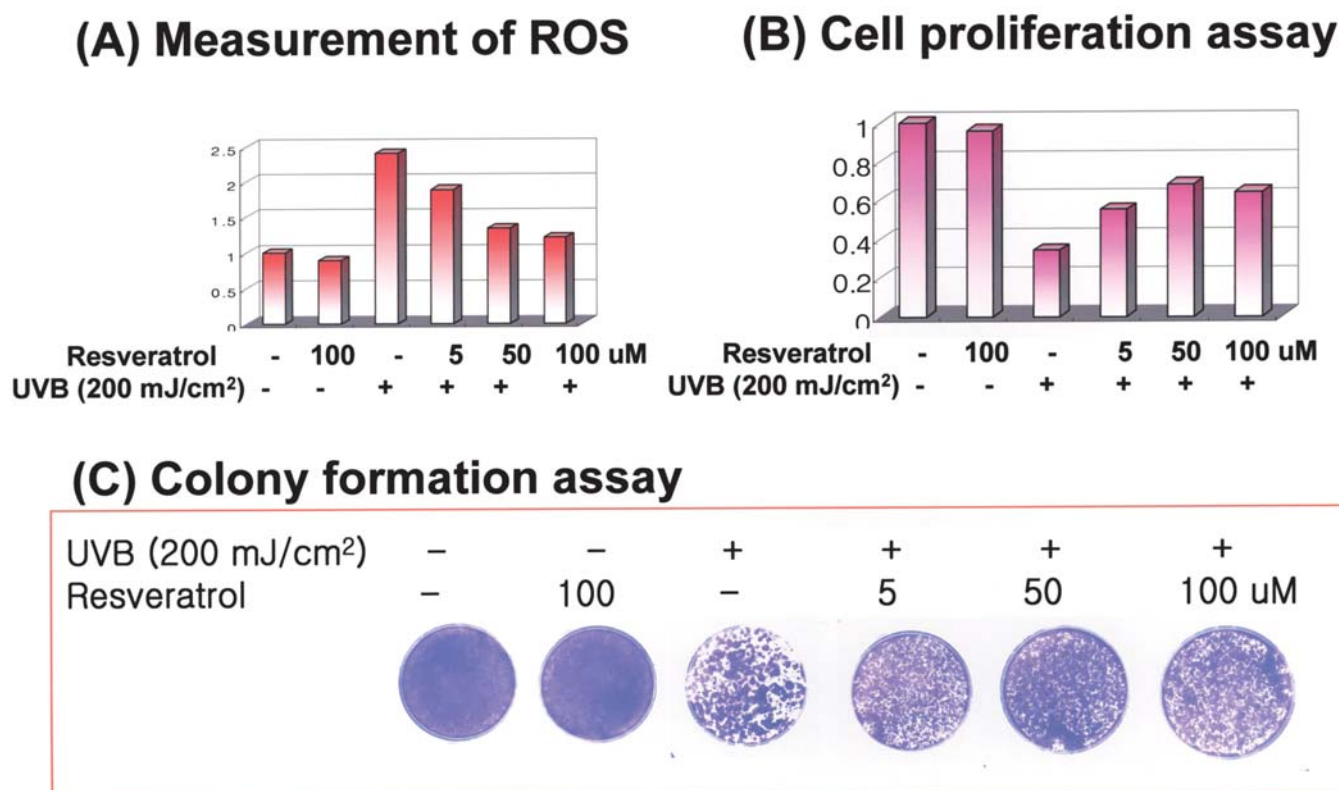 (A) Measurement of ROS
2.5
2
1.5
1
0.5
0
Resveratrol - 100 - 5 50 100 uM
UVB (200 mJ/cm²) - - + + + +
(B) Cell proliferation assay
1
0.8
0.6
0.4
0.2
0
Resveratrol - 100 - 5 50 100 uM
UVB (200 mJ/cm²) - - + + + +
(C) Colony formation assay
UVB (200 mJ/cm²) – – + + + +
Resveratrol – 100 – 5 50 100 uM